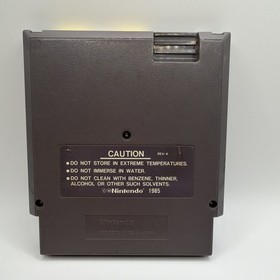 CAUTION
REV-A
• DO NOT STORE IN EXTREME TEMPERATURES.
• DO NOT IMMERSE IN WATER.
• DO NOT CLEAN WITH BENZENE, THINNER,
ALCOHOL OR OTHER SUCH SOLVENTS.
©®Nintendo 1985